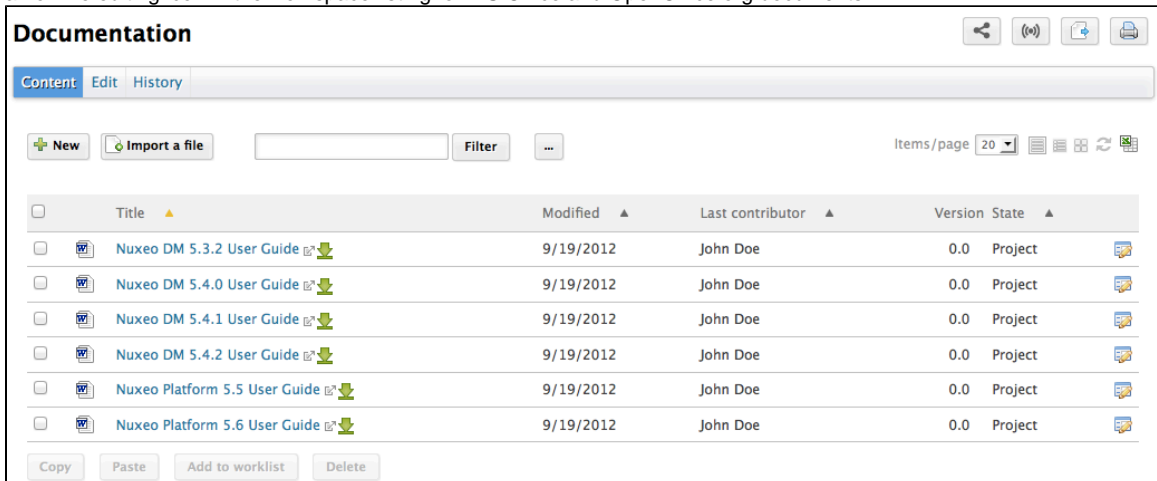 Documentation
Content Edit History
New Import a file Filter ... Items/page 20
Title Modified Last contributor Version State
Nuxeo DM 5.3.2 User Guide 9/19/2012 John Doe 0.0 Project
Nuxeo DM 5.4.0 User Guide 9/19/2012 John Doe 0.0 Project
Nuxeo DM 5.4.1 User Guide 9/19/2012 John Doe 0.0 Project
Nuxeo DM 5.4.2 User Guide 9/19/2012 John Doe 0.0 Project
Nuxeo Platform 5.5 User Guide 9/19/2012 John Doe 0.0 Project
Nuxeo Platform 5.6 User Guide 9/19/2012 John Doe 0.0 Project
Copy Paste Add to worklist Delete